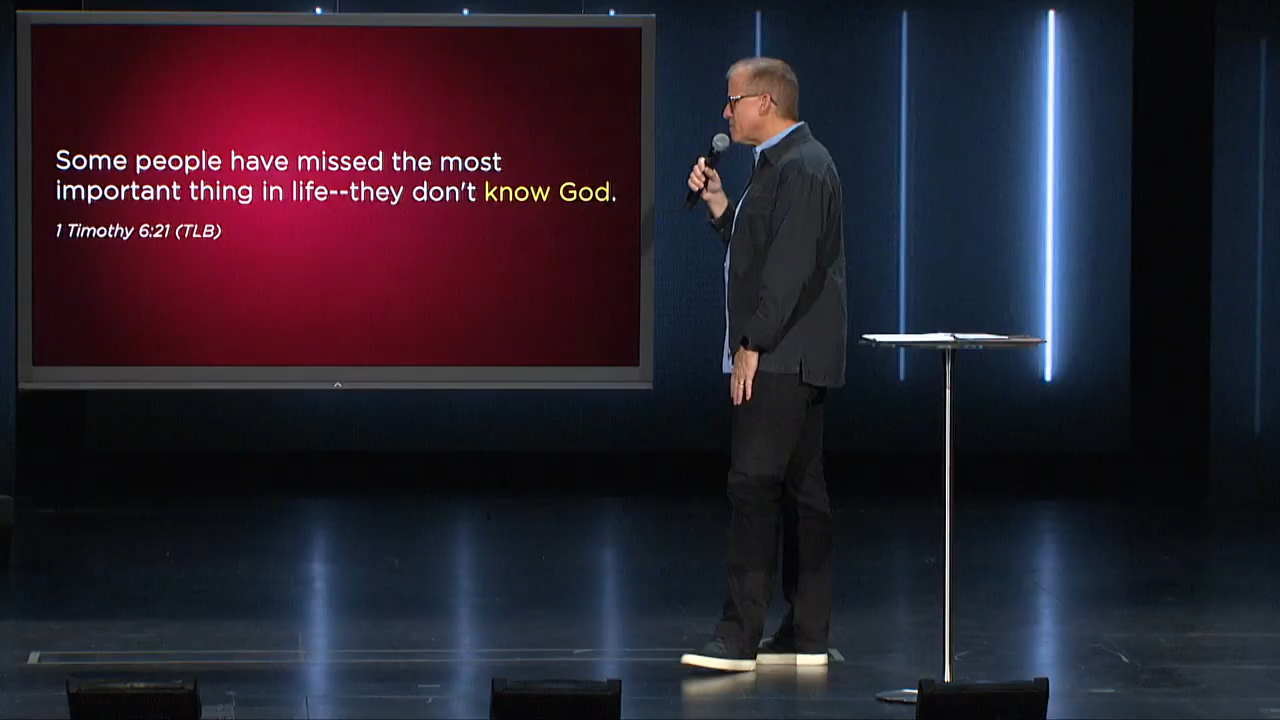 Some people have missed the most
important thing in life--they don't know God.
1 Timothy 6:21 (TLB)